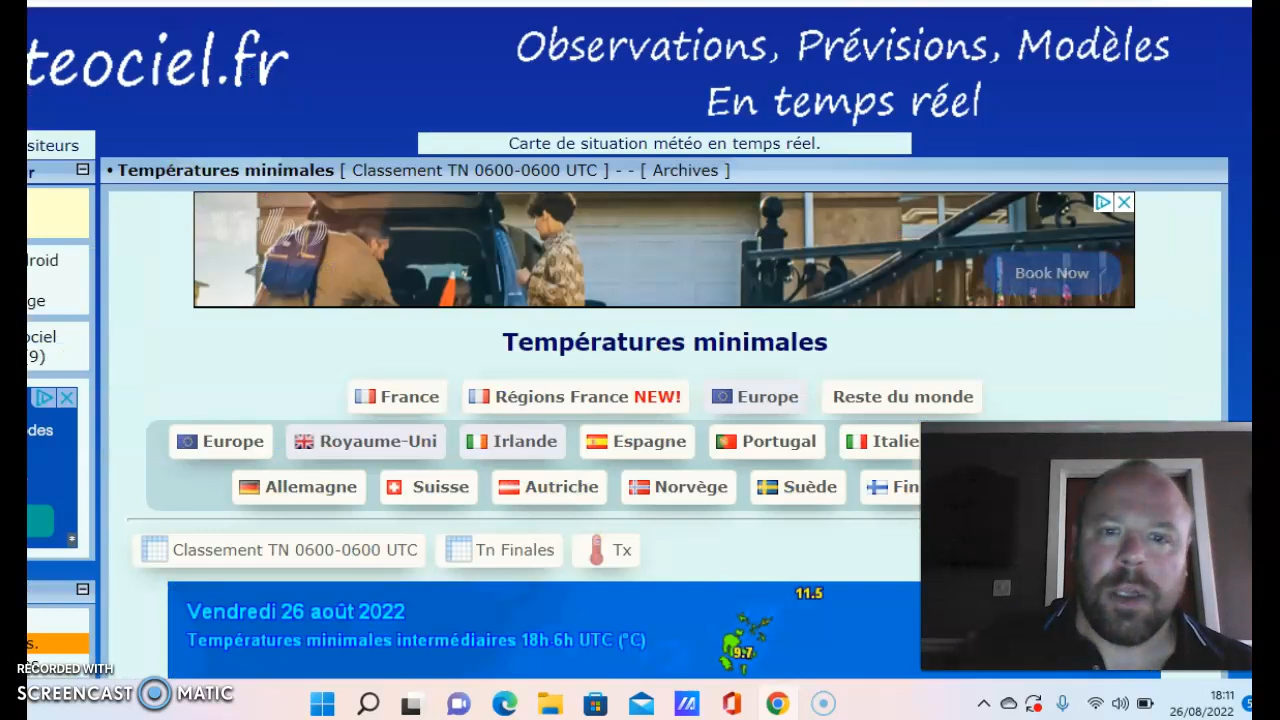 teociel.fr
Observations, Prévisions, Modèles
En temps réel
siteurs
Carte de situation météo en temps réel.
r
• Températures minimales [ Classement TN 0600-0600 UTC ] - - [ Archives ]
Book Now
roid
ge
ociel
(9)
des
Températures minimales
France
Régions France NEW!
Europe
Reste du monde
Europe
Royaume-Uni
Irlande
Espagne
Portugal
Italie
Allemagne
Suisse
Autriche
Norvège
Suède
Fin
Classement TN 0600-0600 UTC
Tn Finales
Tx
Vendredi 26 août 2022
Températures minimales intermédiaires 18h-6h UTC (°C)
11.5
9.7
s.
RECORDED WITH
SCREENCAST MATIC
18:11
26/08/2022